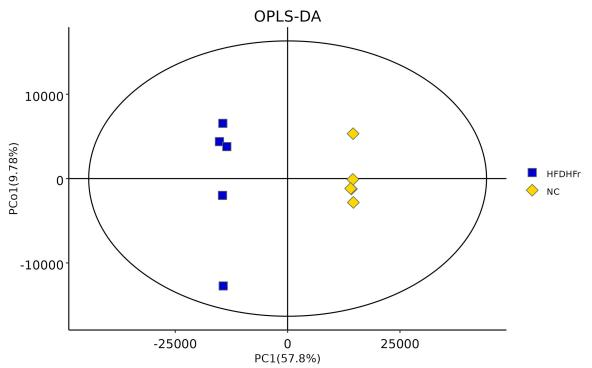 OPLS-DA
10000
0
-10000
PCo1(9.78%)
-25000
0
25000
PC1(57.8%)
HFDHFr
NC